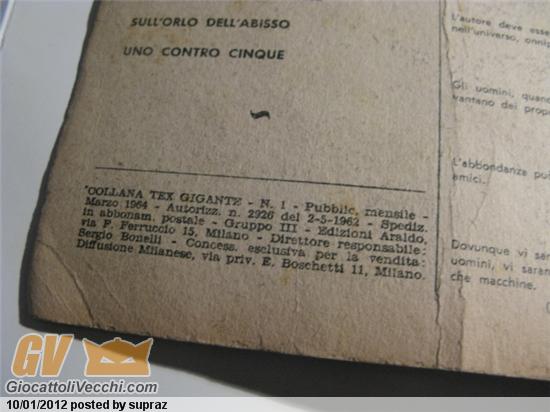 SULL'ORLO DELL'ABISSO
UNO CONTRO CINQUE
"COLLANA TEX GIGANTE - N. 1 - Pubblic. mensile -
Marzo 1964 - Autorizz. n. 2926 del 2-5-1962 - Spediz.
in abbonam. postale - Gruppo III - Edizioni Araldo,
via F. Ferruccio 15, Milano - Direttore responsabile:
Sergio Bonelli - Concess. esclusiva per la vendita:
Diffusione Milanese, via priv. E. Boschetti 11, Milano.
L'autore deve esse
nell'universo, onni
Gli uomini, quan
vantano dei prop
L'abbondanza può
amici.
Dovunque vi sa
uomini, vi sara
che macchine.
GV
GiocattoliVecchi.com
10/01/2012 posted by supraz